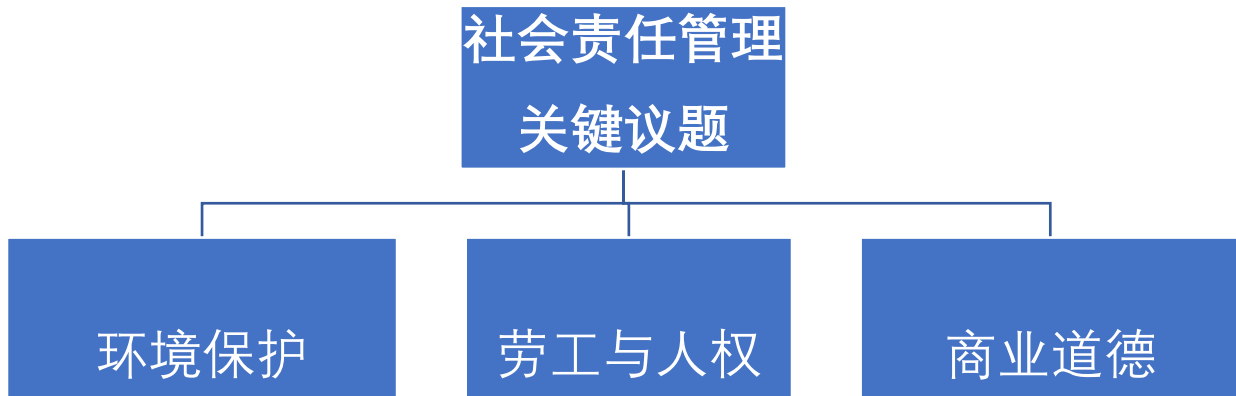 社会责任管理
关键议题
环境保护
劳工与人权
商业道德